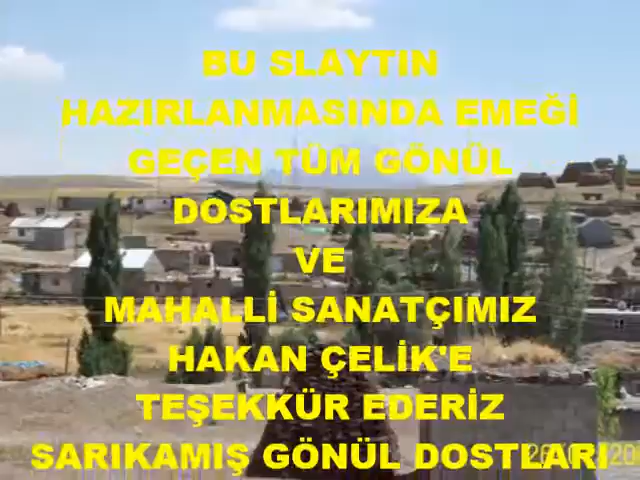 BU SLAYTIN
HAZIRLANMASINDA EMEĞİ
GEÇEN TÜM GÖNÜL
DOSTLARIMIZA
VE
MAHALLİ SANATÇIMIZ
HAKAN ÇELİK'E
TEŞEKKÜR EDERİZ
SARIKAMIŞ GÖNÜL DOSTLARI